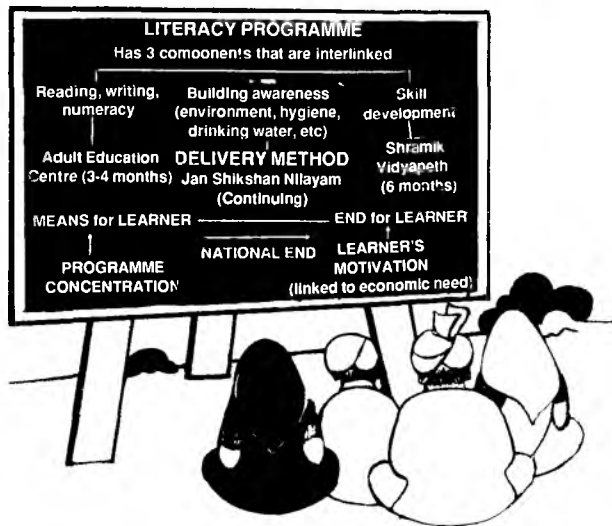 LITERACY PROGRAMME
Has 3 comoonents that are interlinked
Reading, writing,
numeracy
Building awareness
(environment, hygiene,
drinking water, etc)
Skill
development
Adult Education
Centre (3-4 months)
DELIVERY METHOD
Jan Shikshan Nilayam
(Continuing)
Shramik
Vidyapeth
(6 months)
MEANS for LEARNER
END for LEARNER
NATIONAL END
PROGRAMME
CONCENTRATION
LEARNER'S
MOTIVATION
(linked to economic need)